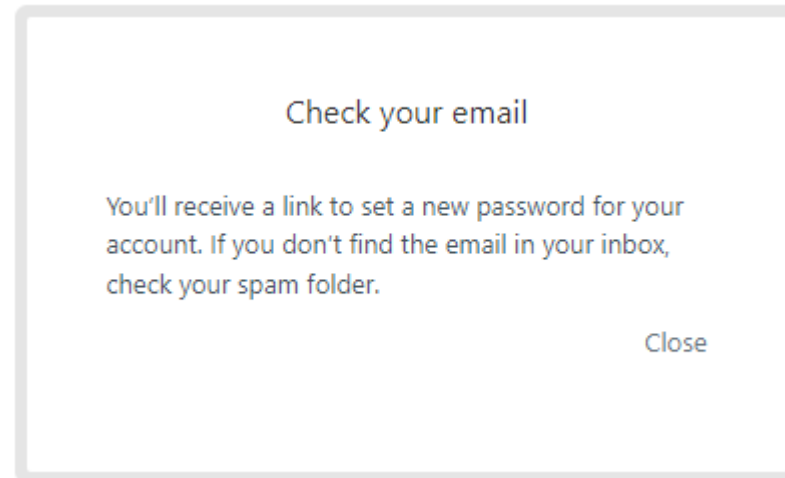 Check your email
You’ll receive a link to set a new password for your
account. If you don’t find the email in your inbox,
check your spam folder.
Close